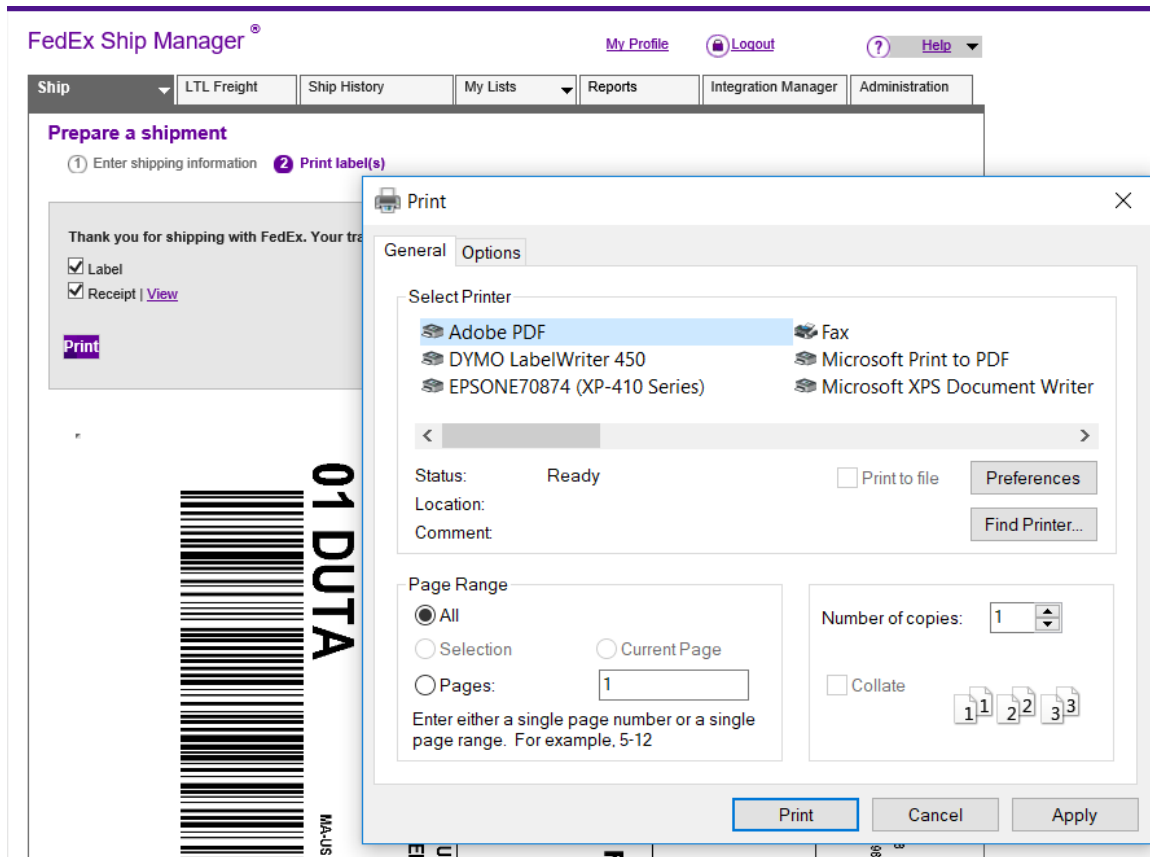 FedEx Ship Manager ®
My Profile
Logout
? Help
Ship
LTL Freight
Ship History
My Lists
Reports
Integration Manager
Administration
Prepare a shipment
1 Enter shipping information 2 Print label(s)
Thank you for shipping with FedEx. Your
Label
Receipt | View
Print
01 DUTA
MA-US
Print
General
Options
Select Printer
Adobe PDF
Fax
DYMO LabelWriter 450
Microsoft Print to PDF
EPSONE70874 (XP-410 Series)
Microsoft XPS Document Writer
Status: Ready
Print to file
Preferences
Location:
Find Printer...
Comment:
Page Range
All
Selection
Current Page
Pages: 1
Enter either a single page number or a single
page range. For example, 5-12
Number of copies: 1
Collate
1 1 2 2 3 3
Print
Cancel
Apply